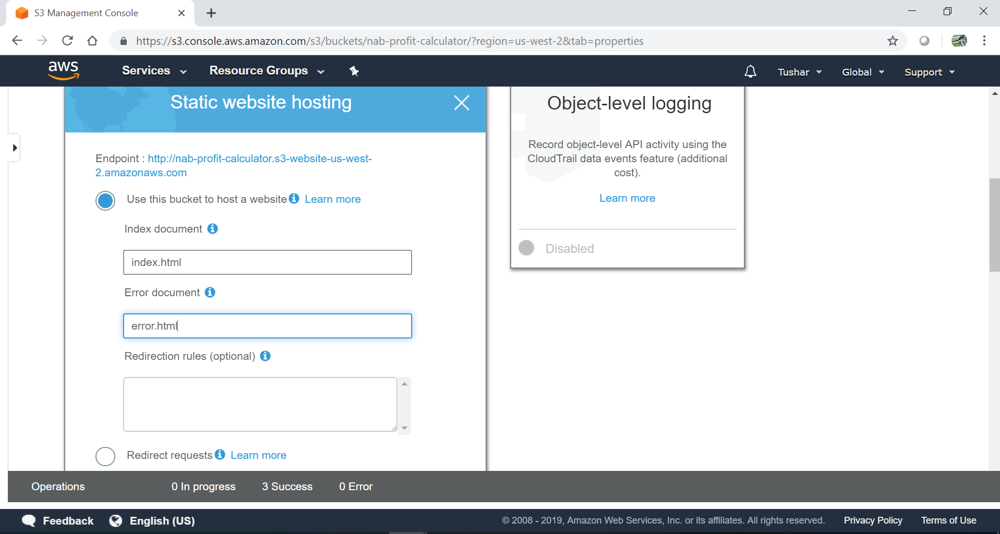 S3 Management Console
https://s3.console.aws.amazon.com/s3/buckets/nab-profit-calculator/?region=us-west-2&tab=properties
aws
Services
Resource Groups
Tushar
Global
Support
Static website hosting
Endpoint : http://nab-profit-calculator.s3-website-us-west-
2.amazonaws.com
Use this bucket to host a website
Learn more
Index document
index.html
Error document
error.html
Redirection rules (optional)
Redirect requests
Learn more
Object-level logging
Record object-level API activity using the
CloudTrail data events feature (additional
cost).
Learn more
Disabled
Operations
0 In progress
3 Success
0 Error
Feedback
English (US)
© 2008 - 2019, Amazon Web Services, Inc. or its affiliates. All rights reserved.
Privacy Policy
Terms of Use